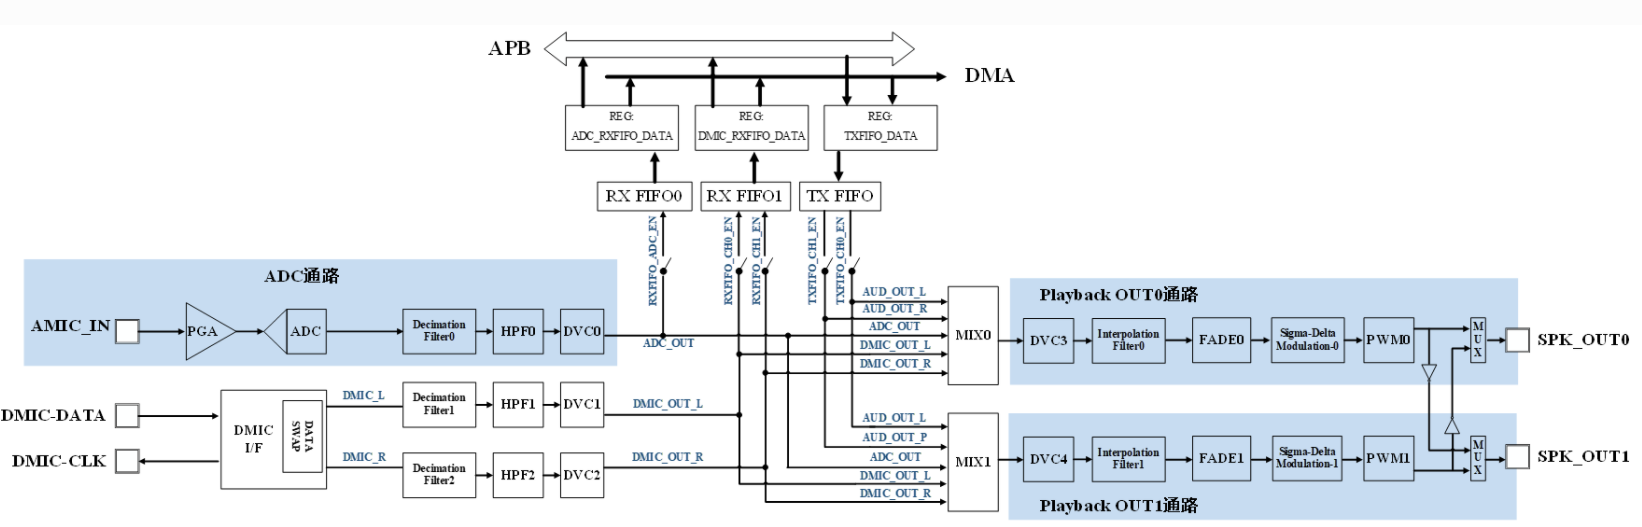 APB
DMA
REG:
ADC_RXFIFO_DATA
REG:
DMIC_RXFIFO_DATA
REG:
TXFIFO_DATA
RX FIFO0
RX FIFO1
TX FIFO
RXFIFO_ADC_EN
RXFIFO_CH0_EN
RXFIFO_CH1_EN
TXFIFO_CH1_EN
TXFIFO_CH0_EN
ADC通路
AMIC_IN
PGA
ADC
Decimation
Filter0
HPF0
DVC0
ADC_OUT
AUD_OUT_L
AUD_OUT_R
ADC_OUT
DMIC_OUT_L
DMIC_OUT_R
MIX0
Playback OUT0通路
DVC3
Interpolation
Filter0
FADE0
Sigma-Delta
Modulation-0
PWM0
M
U
X
SPK_OUT0
DMIC-DATA
DMIC-CLK
DMIC
I/F
DATA
SWAP
DMIC_L
Decimation
Filter1
HPF1
DVC1
DMIC_OUT_L
DMIC_R
Decimation
Filter2
HPF2
DVC2
DMIC_OUT_R
AUD_OUT_L
AUD_OUT_P
ADC_OUT
DMIC_OUT_L
DMIC_OUT_R
MIX1
DVC4
Interpolation
Filter1
FADE1
Sigma-Delta
Modulation-1
PWM1
M
U
X
SPK_OUT1
Playback OUT1通路